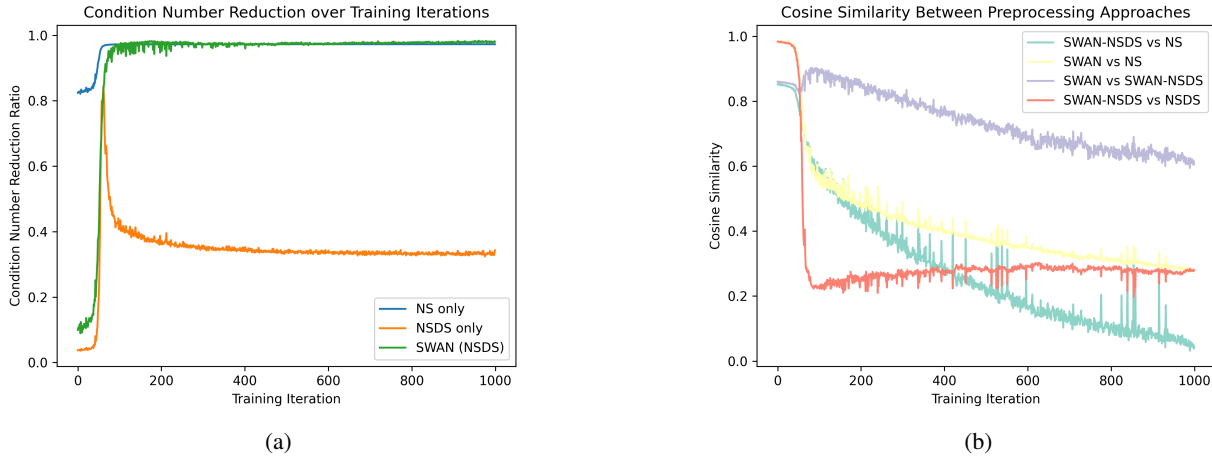 Condition Number Reduction over Training Iterations
Condition Number Reduction Ratio
1.0
0.8
0.6
0.4
0.2
0.0
NS only
NSDS only
SWAN (NSDS)
0 200 400 600 800 1000
Training Iteration
(a)
Cosine Similarity Between Preprocessing Approaches
Cosine Similarity
1.0
0.8
0.6
0.4
0.2
0.0
SWAN-NSDS vs NS
SWAN vs NS
SWAN vs SWAN-NSDS
SWAN-NSDS vs NSDS
0 200 400 600 800 1000
Training Iteration
(b)